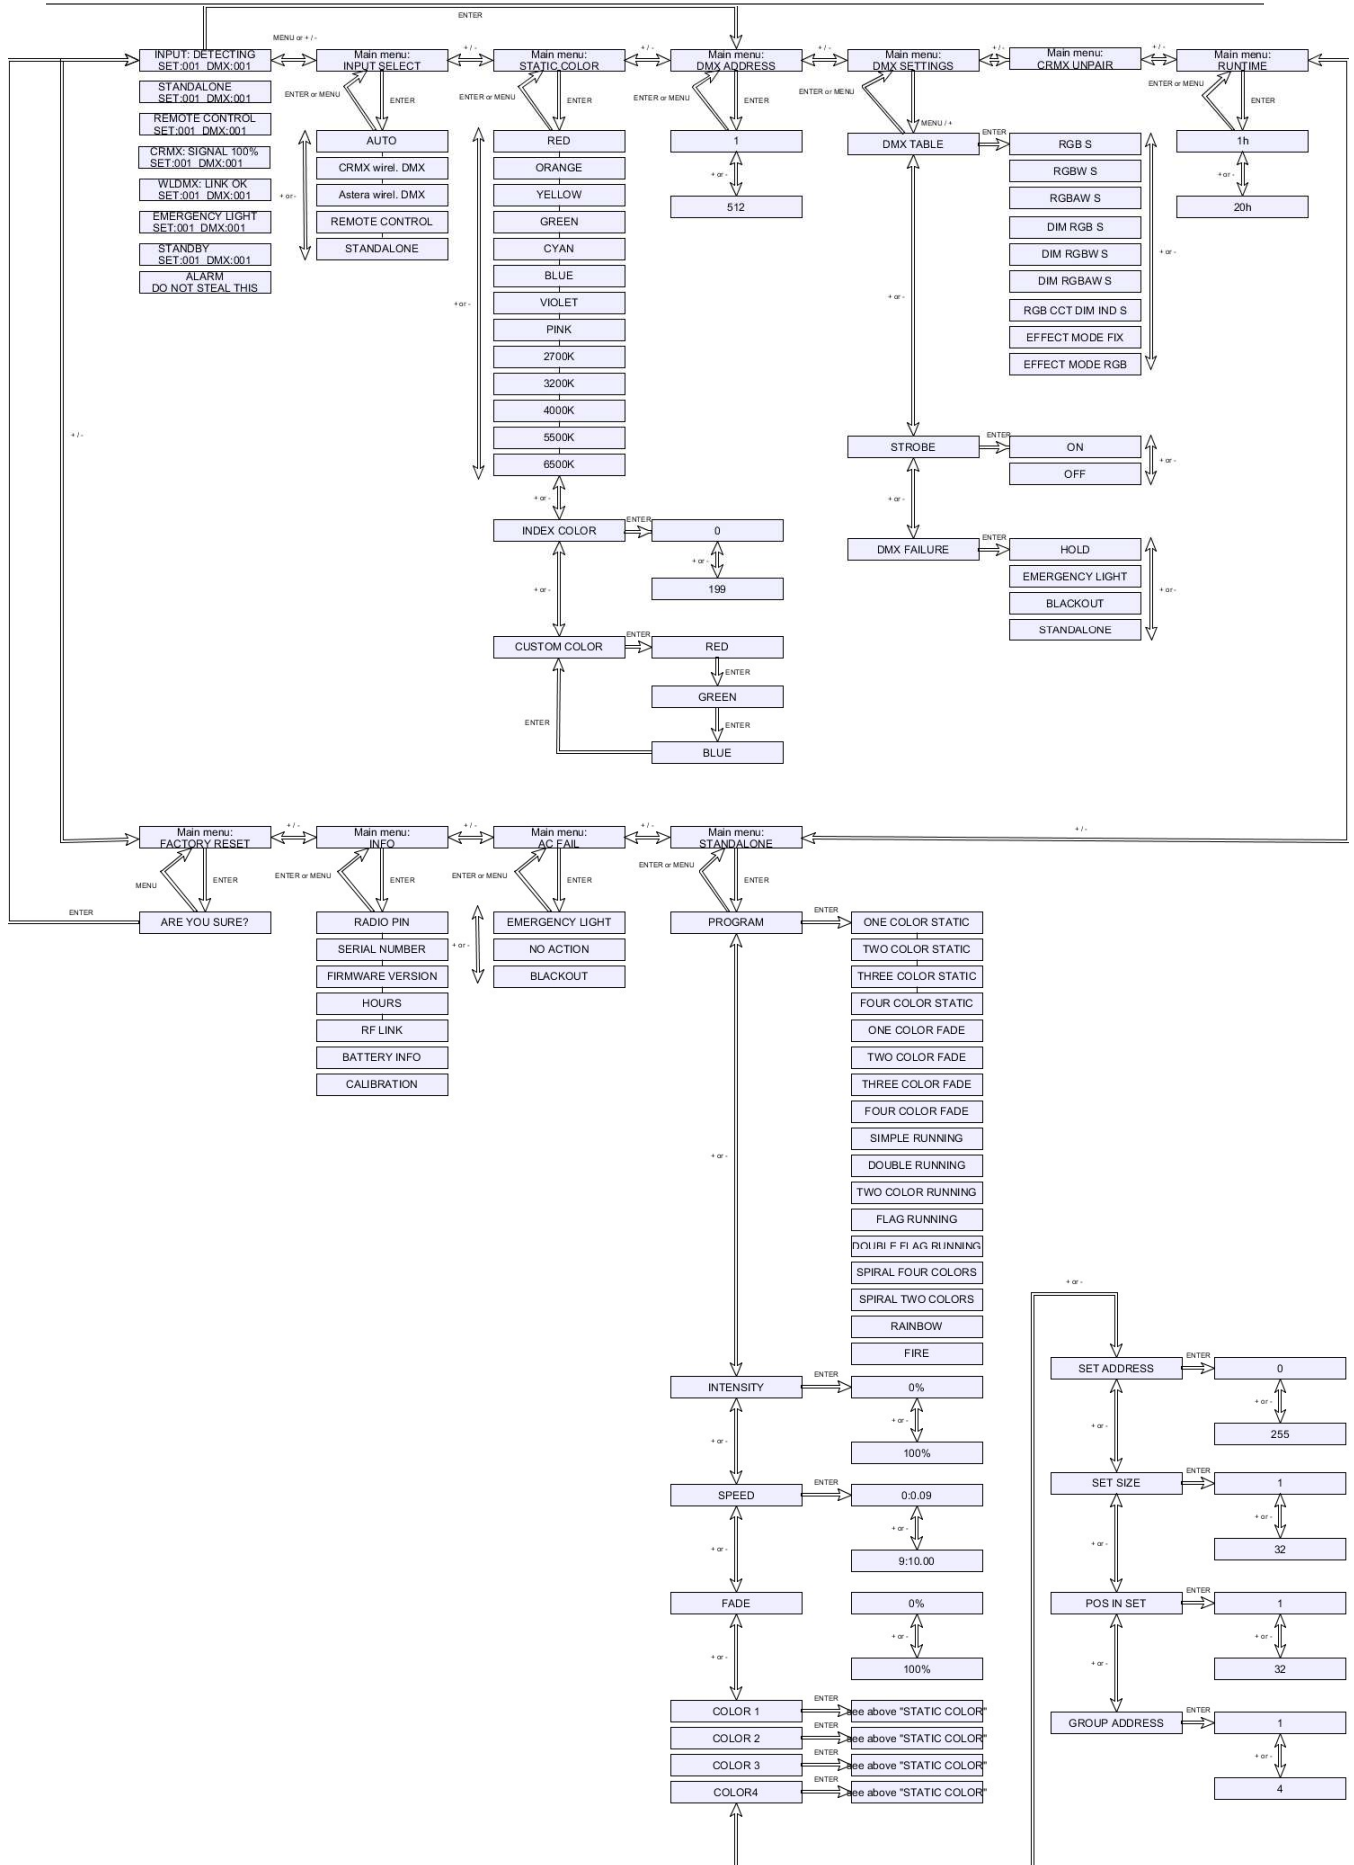 ENTER
MENU or + / -
+ / -
+ / -
+ / -
+ / -
+ / -
INPUT: DETECTING
SET:001 DMX:001
Main menu:
INPUT SELECT
Main menu:
STATIC COLOR
Main menu:
DMX ADDRESS
Main menu:
DMX SETTINGS
Main menu:
CRMX UNPAIR
Main menu:
RUNTIME
STANDALONE
SET:001 DMX:001
REMOTE CONTROL
SET:001 DMX:001
CRMX: SIGNAL 100%
SET:001 DMX:001
WLDMX: LINK OK
SET:001 DMX:001
EMERGENCY LIGHT
SET:001 DMX:001
STANDBY
SET:001 DMX:001
ALARM
DO NOT STEAL THIS
+ / -
ENTER or MENU
ENTER
AUTO
CRMX wirel. DMX
Astera wirel. DMX
REMOTE CONTROL
STANDALONE
+ or -
ENTER or MENU
ENTER
RED
ORANGE
YELLOW
GREEN
CYAN
BLUE
VIOLET
PINK
2700K
3200K
4000K
5500K
6500K
+ or -
+ or -
INDEX COLOR
ENTER
0
+ or -
199
+ or -
CUSTOM COLOR
ENTER
RED
ENTER
GREEN
ENTER
BLUE
ENTER
ENTER or MENU
ENTER
1
+ or -
512
ENTER or MENU
MENU / +
DMX TABLE
ENTER
RGB S
RGBW S
RGBAW S
DIM RGB S
DIM RGBW S
DIM RGBAW S
RGB CCT DIM IND S
EFFECT MODE FIX
EFFECT MODE RGB
+ or -
+ or -
STROBE
ENTER
ON
OFF
+ or -
+ or -
DMX FAILURE
ENTER
HOLD
EMERGENCY LIGHT
BLACKOUT
STANDALONE
+ or -
ENTER or MENU
ENTER
1h
+ or -
20h
Main menu:
FACTORY RESET
+ / -
Main menu:
INFO
+ / -
Main menu:
AC FAIL
+ / -
Main menu:
STANDALONE
+ / -
MENU
ENTER
ARE YOU SURE?
ENTER
ENTER or MENU
ENTER
RADIO PIN
SERIAL NUMBER
FIRMWARE VERSION
HOURS
RF LINK
BATTERY INFO
CALIBRATION
ENTER or MENU
ENTER
EMERGENCY LIGHT
NO ACTION
BLACKOUT
+ or -
ENTER or MENU
ENTER
PROGRAM
ENTER
ONE COLOR STATIC
TWO COLOR STATIC
THREE COLOR STATIC
FOUR COLOR STATIC
ONE COLOR FADE
TWO COLOR FADE
THREE COLOR FADE
FOUR COLOR FADE
SIMPLE RUNNING
DOUBLE RUNNING
TWO COLOR RUNNING
FLAG RUNNING
DOUBLE FLAG RUNNING
SPIRAL FOUR COLORS
SPIRAL TWO COLORS
RAINBOW
FIRE
+ or -
INTENSITY
ENTER
0%
+ or -
100%
+ or -
SPEED
ENTER
0:0.09
+ or -
9:10.00
+ or -
FADE
0%
+ or -
100%
+ or -
COLOR 1
ENTER
see above "STATIC COLOR"
COLOR 2
ENTER
see above "STATIC COLOR"
COLOR 3
ENTER
see above "STATIC COLOR"
COLOR4
ENTER
see above "STATIC COLOR"
+ or -
SET ADDRESS
ENTER
0
+ or -
255
+ or -
SET SIZE
ENTER
1
+ or -
32
+ or -
POS IN SET
ENTER
1
+ or -
32
+ or -
GROUP ADDRESS
ENTER
1
+ or -
4